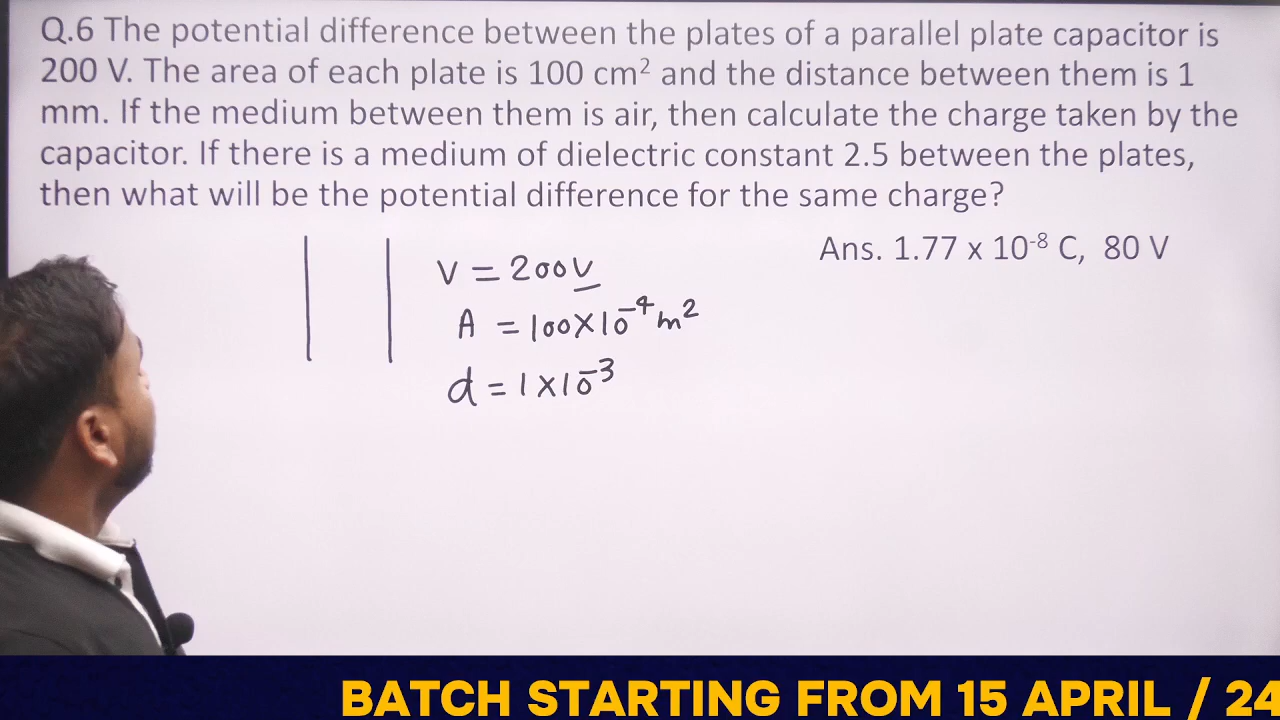 Q.6 The potential difference between the plates of a parallel plate capacitor is
200 V. The area of each plate is 100 cm² and the distance between them is 1
mm. If the medium between them is air, then calculate the charge taken by the
capacitor. If there is a medium of dielectric constant 2.5 between the plates,
then what will be the potential difference for the same charge?
Ans. 1.77 x 10⁻⁸ C, 80 V
V = 200V
A = 100X10⁻⁴m²
d = 1X10⁻³
BATCH STARTING FROM 15 APRIL / 24